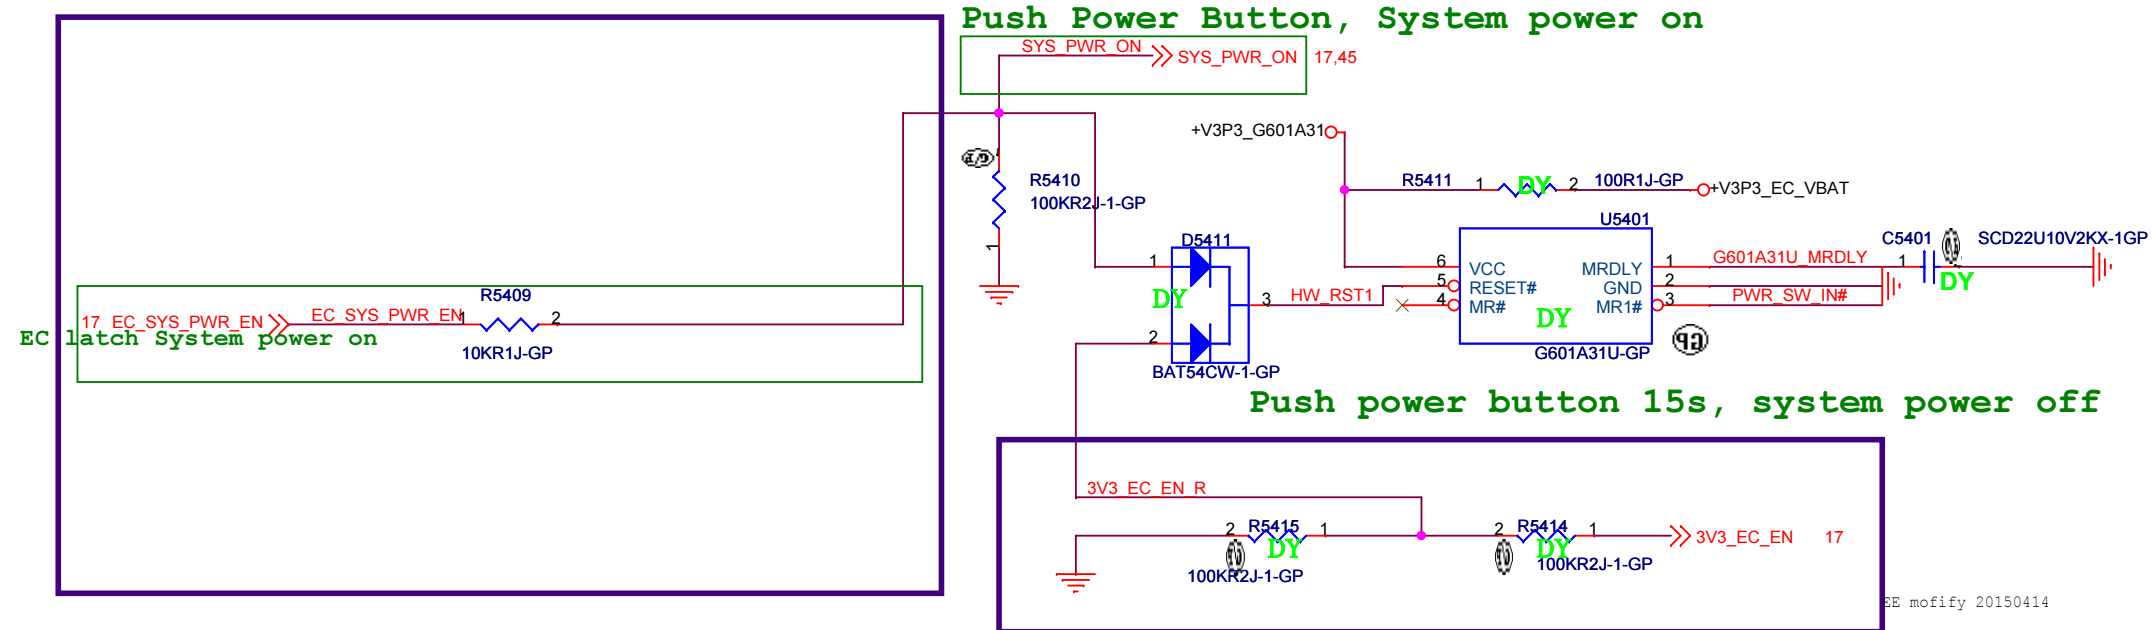 Push Power Button, System power on
SYS_PWR_ON
SYS_PWR_ON 17,45
+V3P3_G601A31
R5410
100KR2J-1-GP
1
R5411 1 DY 2 100R1J-GP +V3P3_EC_VBAT
U5401
D5411
1
DY
2
3
BAT54CW-1-GP
HW_RST1
6 VCC
5 RESET#
4 MR#
MRDLY 1
GND 2
MR1# 3
DY
G601A31U-GP
G601A31U_MRDLY
PWR_SW_IN#
C5401 SCD22U10V2KX-1GP
1
DY
R5409
17 EC_SYS_PWR_EN EC_SYS_PWR_EN 1 2
EC latch System power on
10KR1J-GP
Push power button 15s, system power off
3V3_EC_EN_R
2 R5415 1
DY
100KR2J-1-GP
2 R5414 1
DY
100KR2J-1-GP
3V3_EC_EN 17
EE mofify 20150414